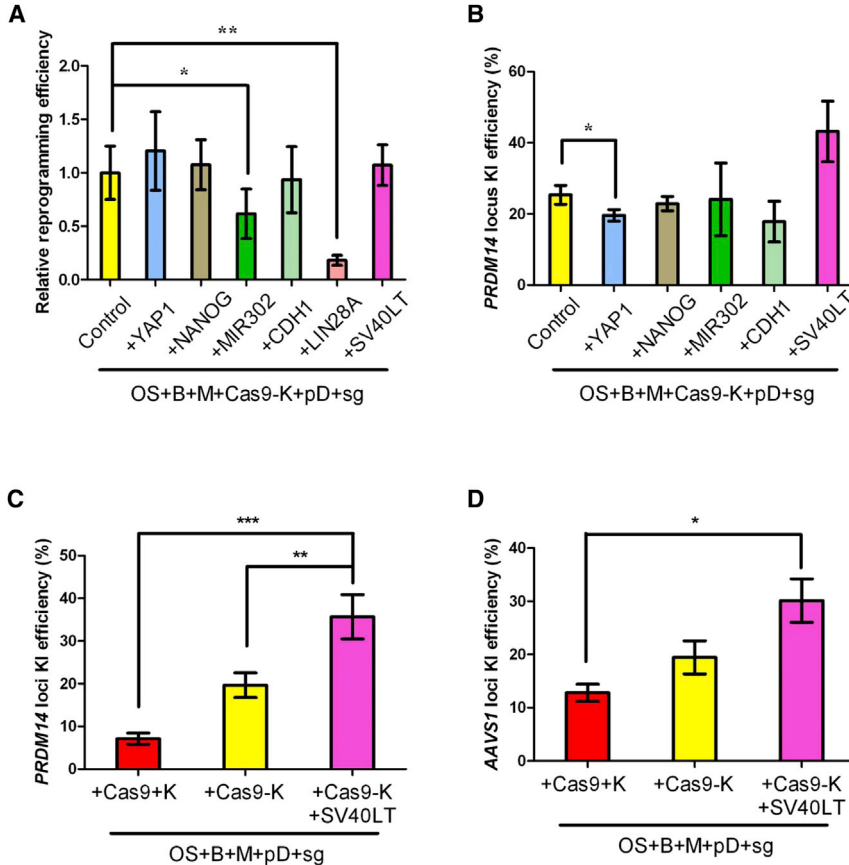 A
Relative reprogramming efficiency
2.0
1.5
1.0
0.5
0.0
**
*
Control
+YAP1
+NANOG
+MIR302
+CDH1
+LIN28A
+SV40LT
OS+B+M+Cas9-K+pD+sg
B
PRDM14 locus KI efficiency (%)
60
40
20
0
*
Control
+YAP1
+NANOG
+MIR302
+CDH1
+SV40LT
OS+B+M+Cas9-K+pD+sg
C
PRDM14 loci KI efficiency (%)
50
40
30
20
10
0
***
**
+Cas9+K
+Cas9-K
+Cas9-K
+SV40LT
OS+B+M+pD+sg
D
AAVS1 loci KI efficiency (%)
40
30
20
10
0
*
+Cas9+K
+Cas9-K
+Cas9-K
+SV40LT
OS+B+M+pD+sg